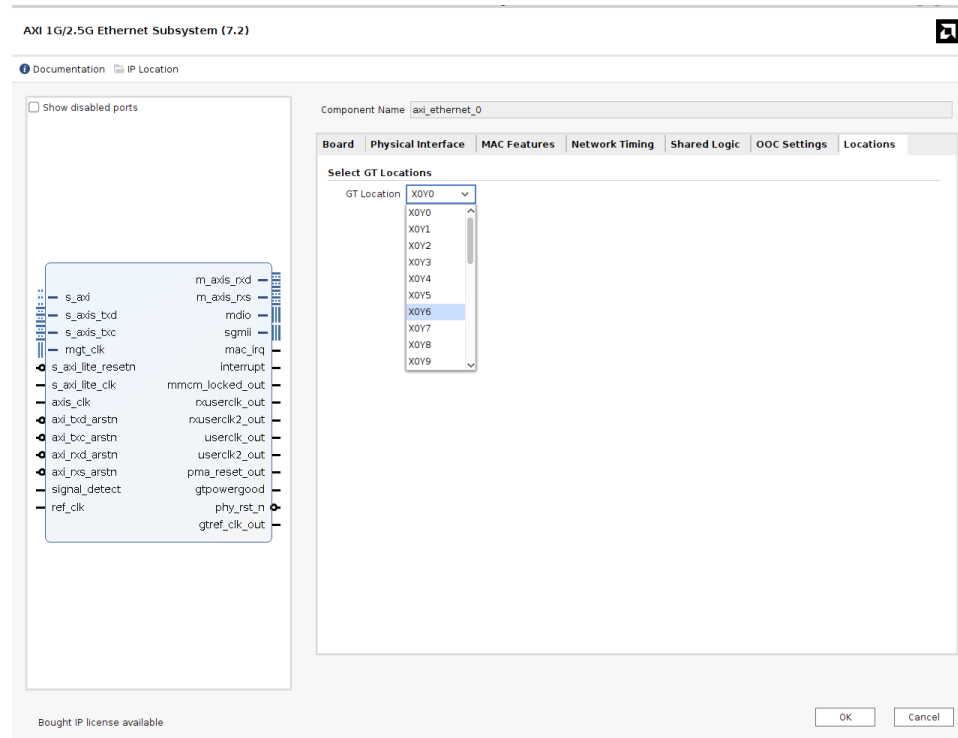 AXI 1G/2.5G Ethernet Subsystem (7.2)
Documentation IP Location
Show disabled ports
s_axi
s_axis_txd
s_axis_txc
mgt_clk
s_axi_lite_resetn
s_axi_lite_clk
axis_clk
axi_txd_arstn
axi_txc_arstn
axi_rxd_arstn
axi_rxs_arstn
signal_detect
ref_clk
m_axis_rxd
m_axis_rxs
mdio
sgmii
mac_irq
interrupt
mmcm_locked_out
rxuserclk_out
rxuserclk2_out
userclk_out
userclk2_out
pma_reset_out
gtpowergood
phy_rst_n
gtref_clk_out
Component Name axi_ethernet_0
Board Physical Interface MAC Features Network Timing Shared Logic OOC Settings Locations
Select GT Locations
GT Location X0Y0
X0Y0
X0Y1
X0Y2
X0Y3
X0Y4
X0Y5
X0Y6
X0Y7
X0Y8
X0Y9
Bought IP license available
OK Cancel